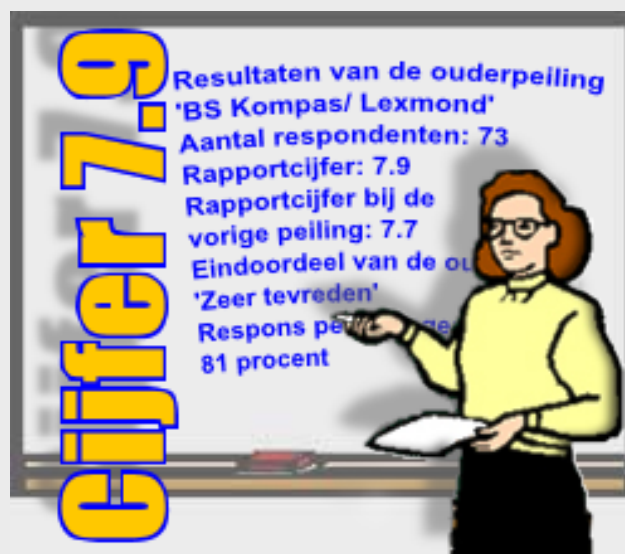 Cijfer 7.9
Resultaten van de ouderpeiling
'BS Kompas/ Lexmond'
Aantal respondenten: 73
Rapportcijfer: 7.9
Rapportcijfer bij de
vorige peiling: 7.7
Eindoordeel van de
'Zeer tevreden'
Respons
81 procent